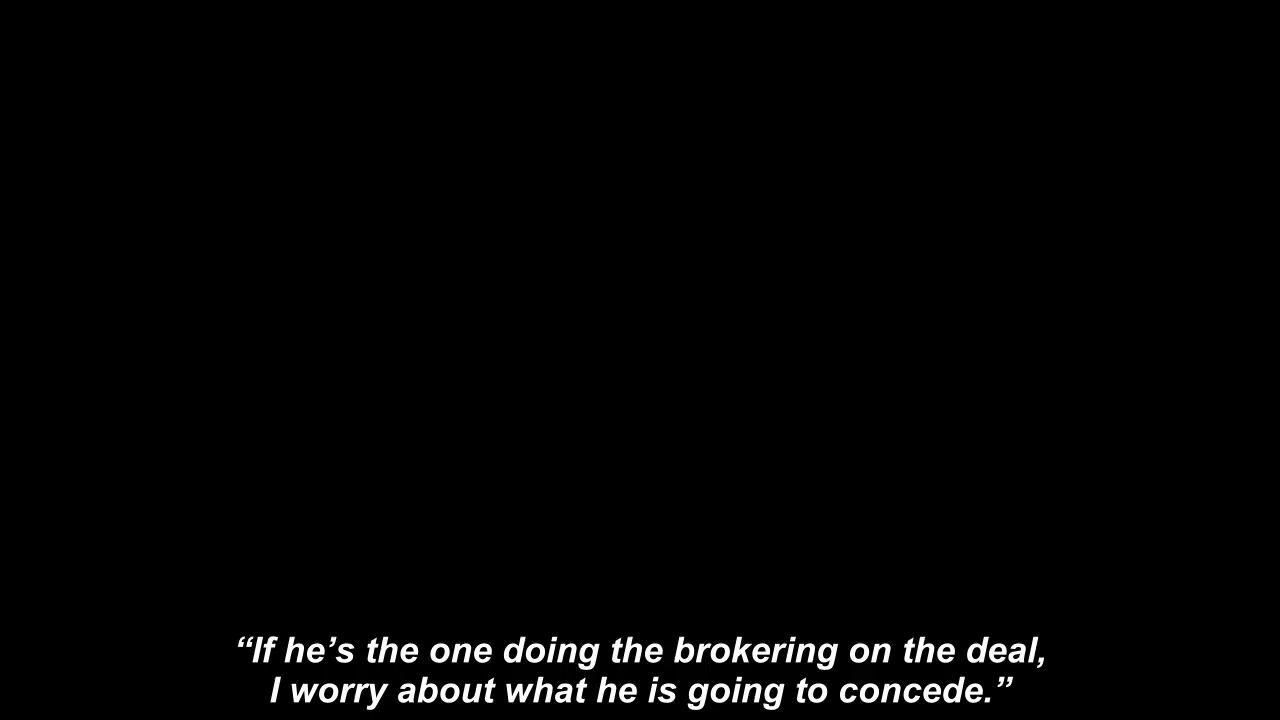 “If he’s the one doing the brokering on the deal,
I worry about what he is going to concede.”